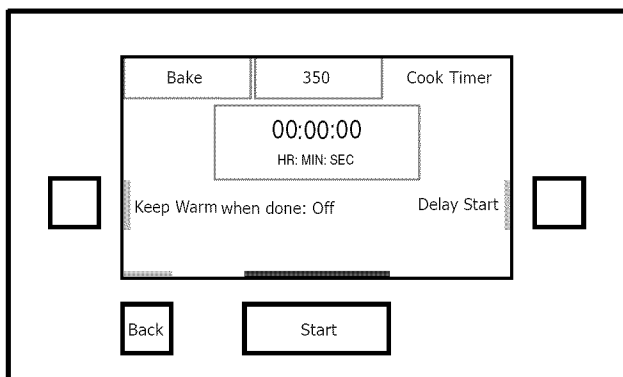 Bake 350 Cook Timer
00:00:00
HR: MIN: SEC
Keep Warm when done: Off Delay Start
Back Start